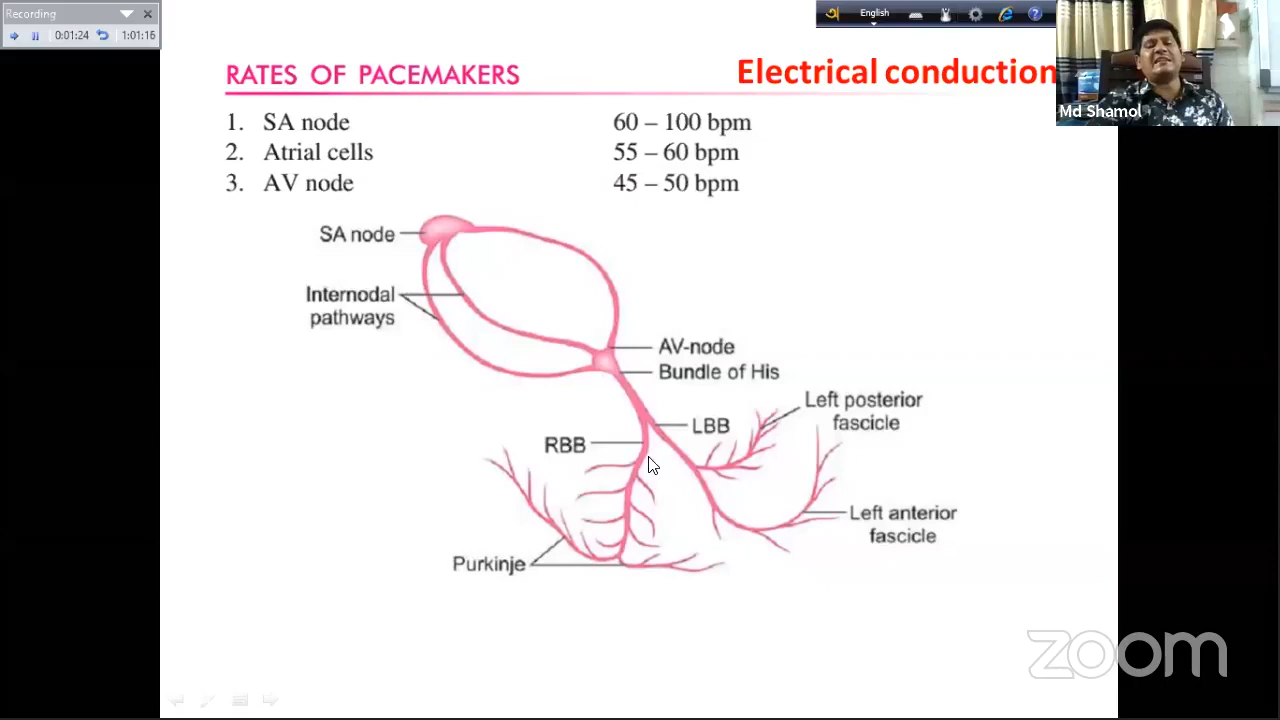 Recording
0:01:24
1:01:16
English
Md Shamol
RATES OF PACEMAKERS
Electrical conduction
1. SA node 60 – 100 bpm
2. Atrial cells 55 – 60 bpm
3. AV node 45 – 50 bpm
SA node
Internodal
pathways
AV-node
Bundle of His
Left posterior
fascicle
LBB
RBB
Left anterior
fascicle
Purkinje
zoom